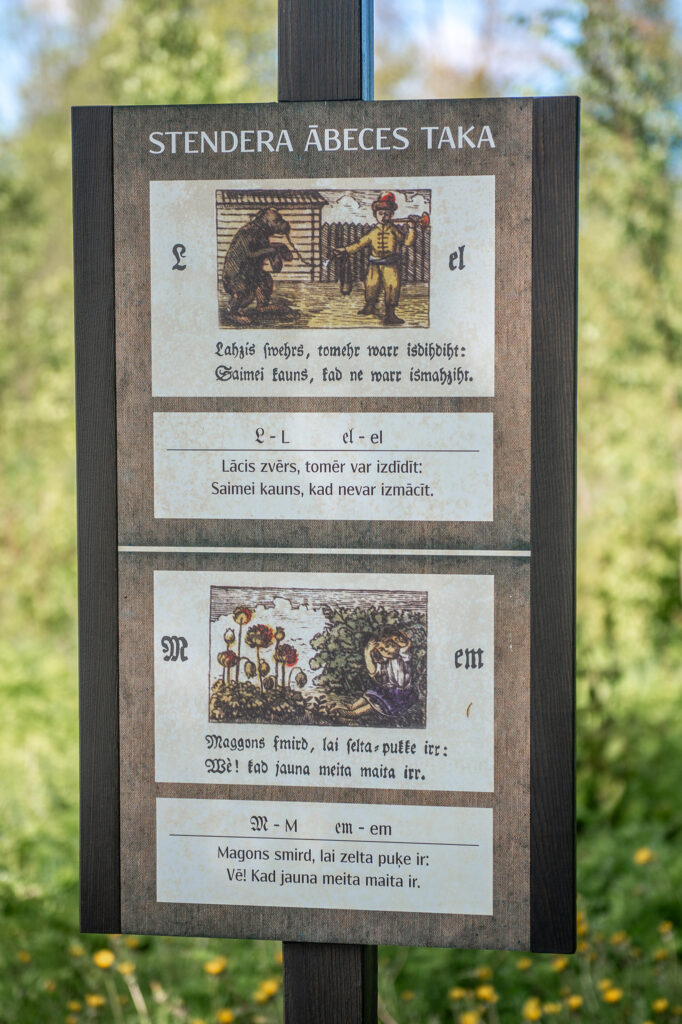 STENDERA ĀBECES TAKA
L el
Lahzis ſwehrs, tomehr warr isdihdiht:
Saimei kauns, kad ne warr ismahziht.
L - L el - el
Lācis zvērs, tomēr var izdīdīt:
Saimei kauns, kad nevar izmācīt.
M em
Maggons ſmird, lai ſelta-pukke irr:
Wè! kad jauna meita maita irr.
M - M em - em
Magons smird, lai zelta puķe ir:
Vē! Kad jauna meita maita ir.